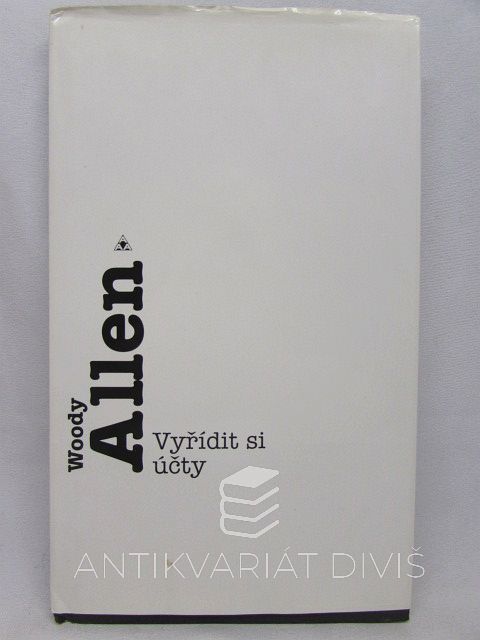 Woody
Allen
Vyřídit si
účty
ANTIKVARIÁT DIVIŠ